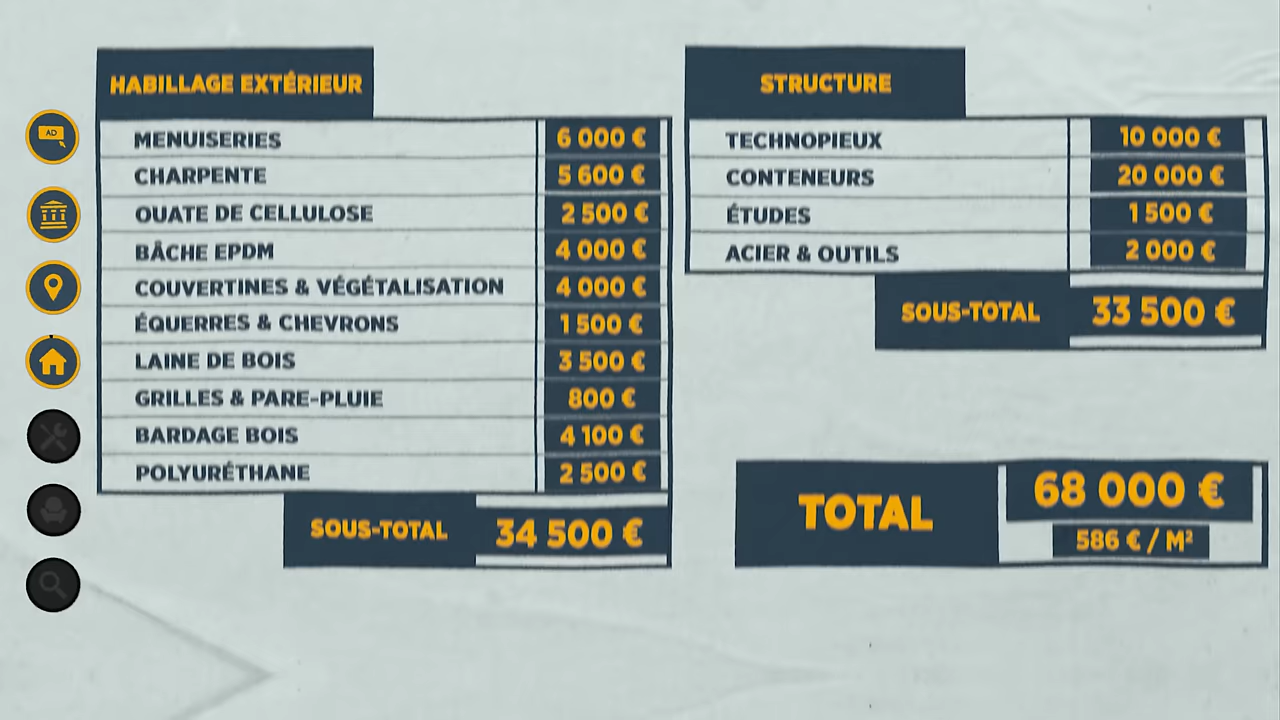 HABILLAGE EXTÉRIEUR
MENUISERIES 6 000 €
CHARPENTE 5 600 €
OUATE DE CELLULOSE 2 500 €
BÂCHE EPDM 4 000 €
COUVERTINES & VÉGÉTALISATION 4 000 €
ÉQUERRES & CHEVRONS 1 500 €
LAINE DE BOIS 3 500 €
GRILLES & PARE-PLUIE 800 €
BARDAGE BOIS 4 100 €
POLYURÉTHANE 2 500 €
SOUS-TOTAL 34 500 €
STRUCTURE
TECHNOPIEUX 10 000 €
CONTENEURS 20 000 €
ÉTUDES 1 500 €
ACIER & OUTILS 2 000 €
SOUS-TOTAL 33 500 €
TOTAL 68 000 €
586 € / M²
AD